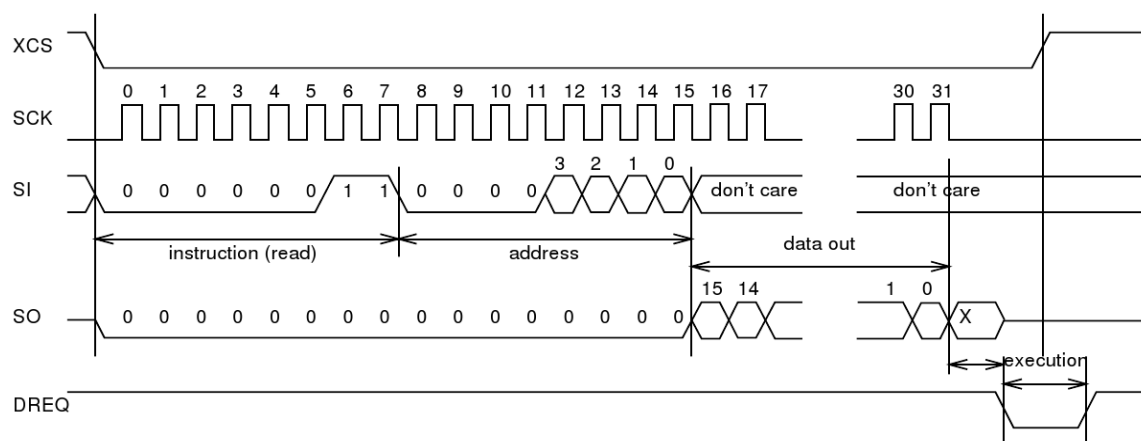 XCS
0 1 2 3 4 5 6 7 8 9 10 11 12 13 14 15 16 17 30 31
SCK
3 2 1 0
SI 0 0 0 0 0 0 1 1 0 0 0 0 don't care don't care
instruction (read) address data out
15 14 1 0
SO 0 0 0 0 0 0 0 0 0 0 0 0 0 0 0 0 X
execution
DREQ